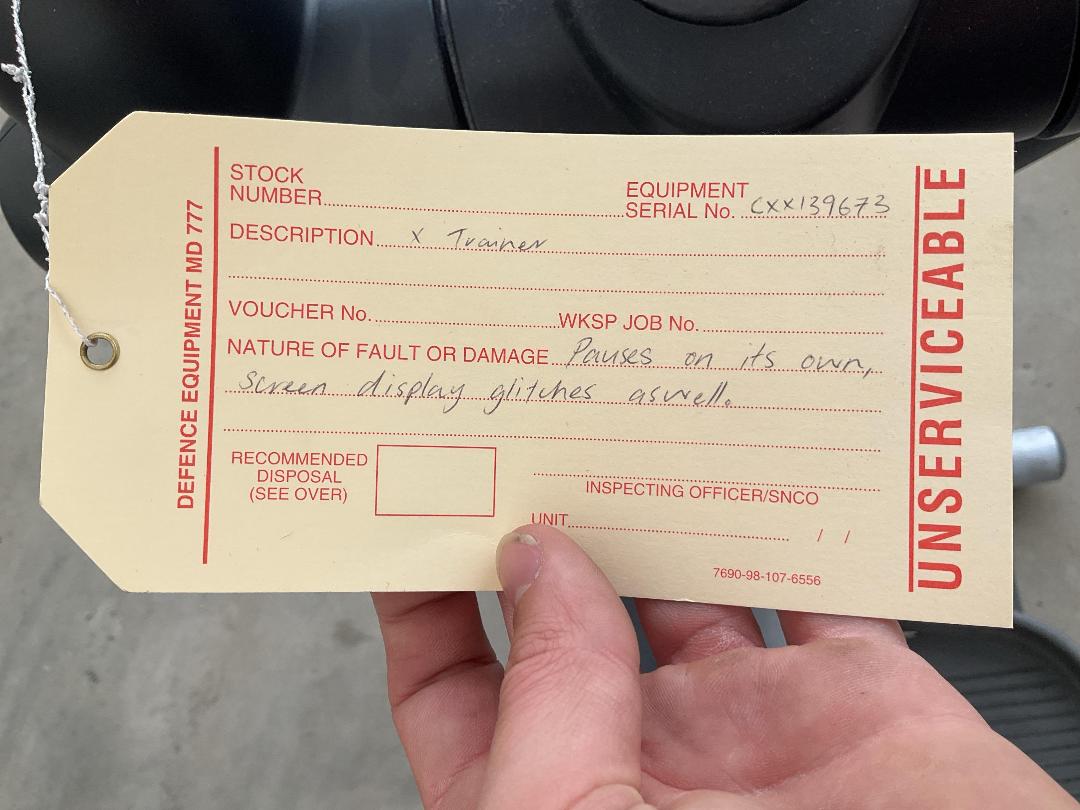 DEFENCE EQUIPMENT MD 777
STOCK
NUMBER
EQUIPMENT
SERIAL No. CXX139673
DESCRIPTION x Trainer
VOUCHER No. WKSP JOB No.
NATURE OF FAULT OR DAMAGE Pauses on its own,
screen display glitches aswell.
RECOMMENDED
DISPOSAL
(SEE OVER)
INSPECTING OFFICER/SNCO
UNIT / /
7690-98-107-6556
UNSERVICEABLE